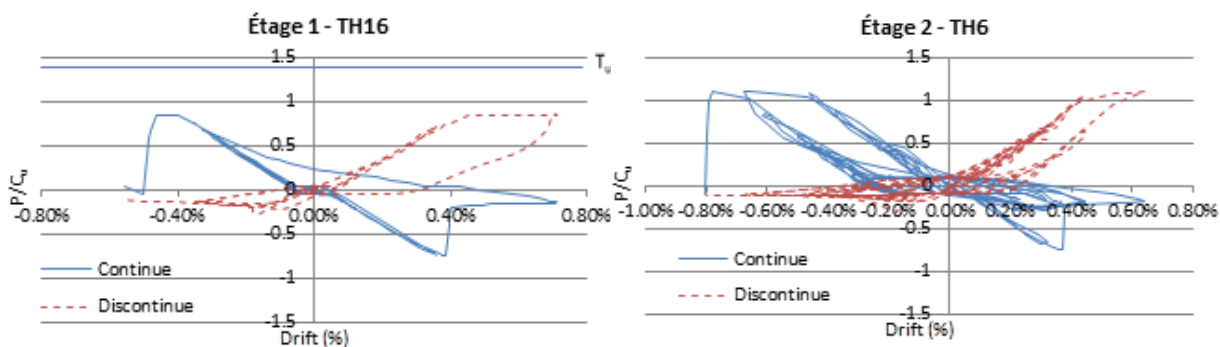 Étage 1 - TH16
1.5
1
0.5
0
-0.5
-1
-1.5
-0.80%
-0.40%
0.00%
0.40%
0.80%
P/Cu
Drift (%)
Tu
Continue
Discontinue
Étage 2 - TH6
1.5
1
0.5
0
-0.5
-1
-1.5
-1.00%
-0.80%
-0.60%
-0.40%
-0.20%
0.00%
0.20%
0.40%
0.60%
0.80%
P/Cu
Drift (%)
Continue
Discontinue